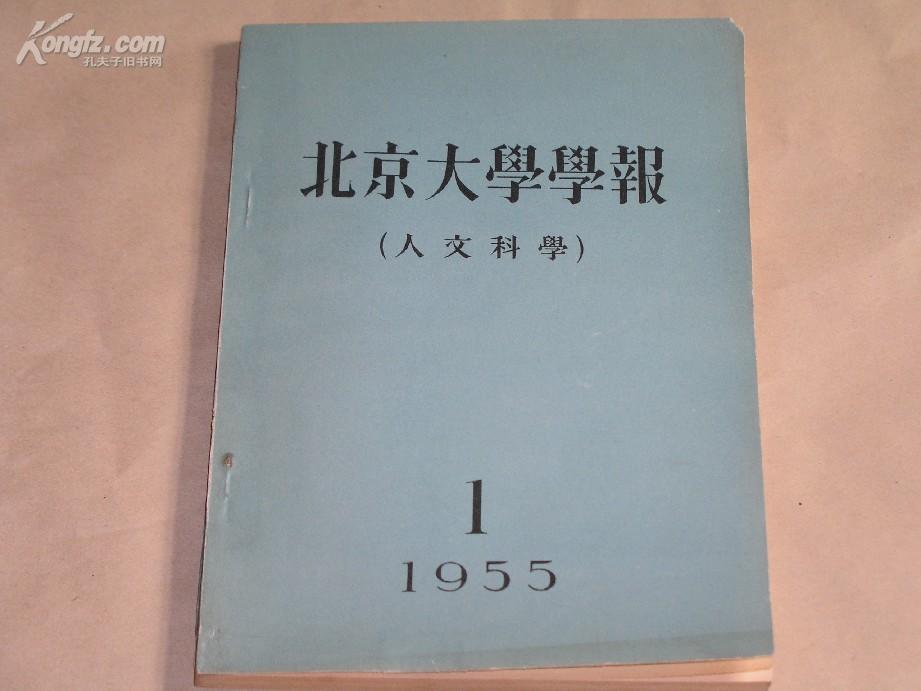 Kongfz.com
孔夫子旧书网
北京大學學報
(人文科學)
1
1955